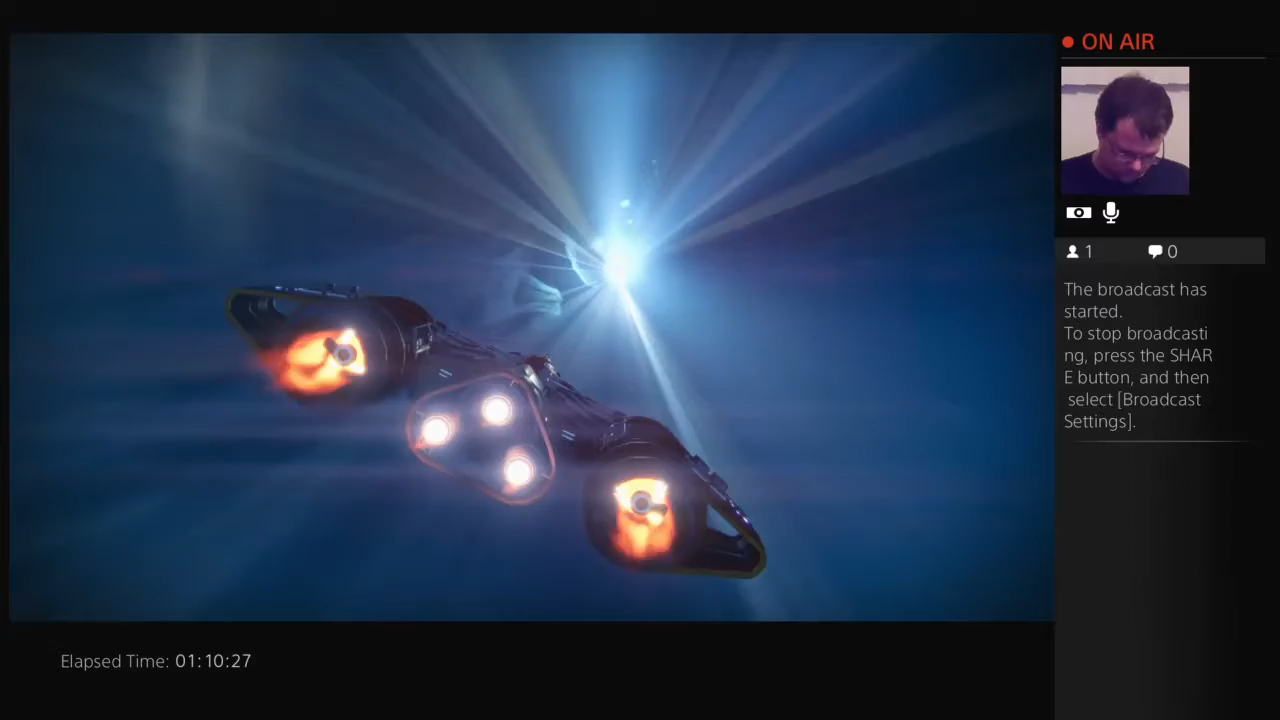 ON AIR
1 0
The broadcast has
started.
To stop broadcasti
ng, press the SHAR
E button, and then
select [Broadcast
Settings].
Elapsed Time: 01:10:27